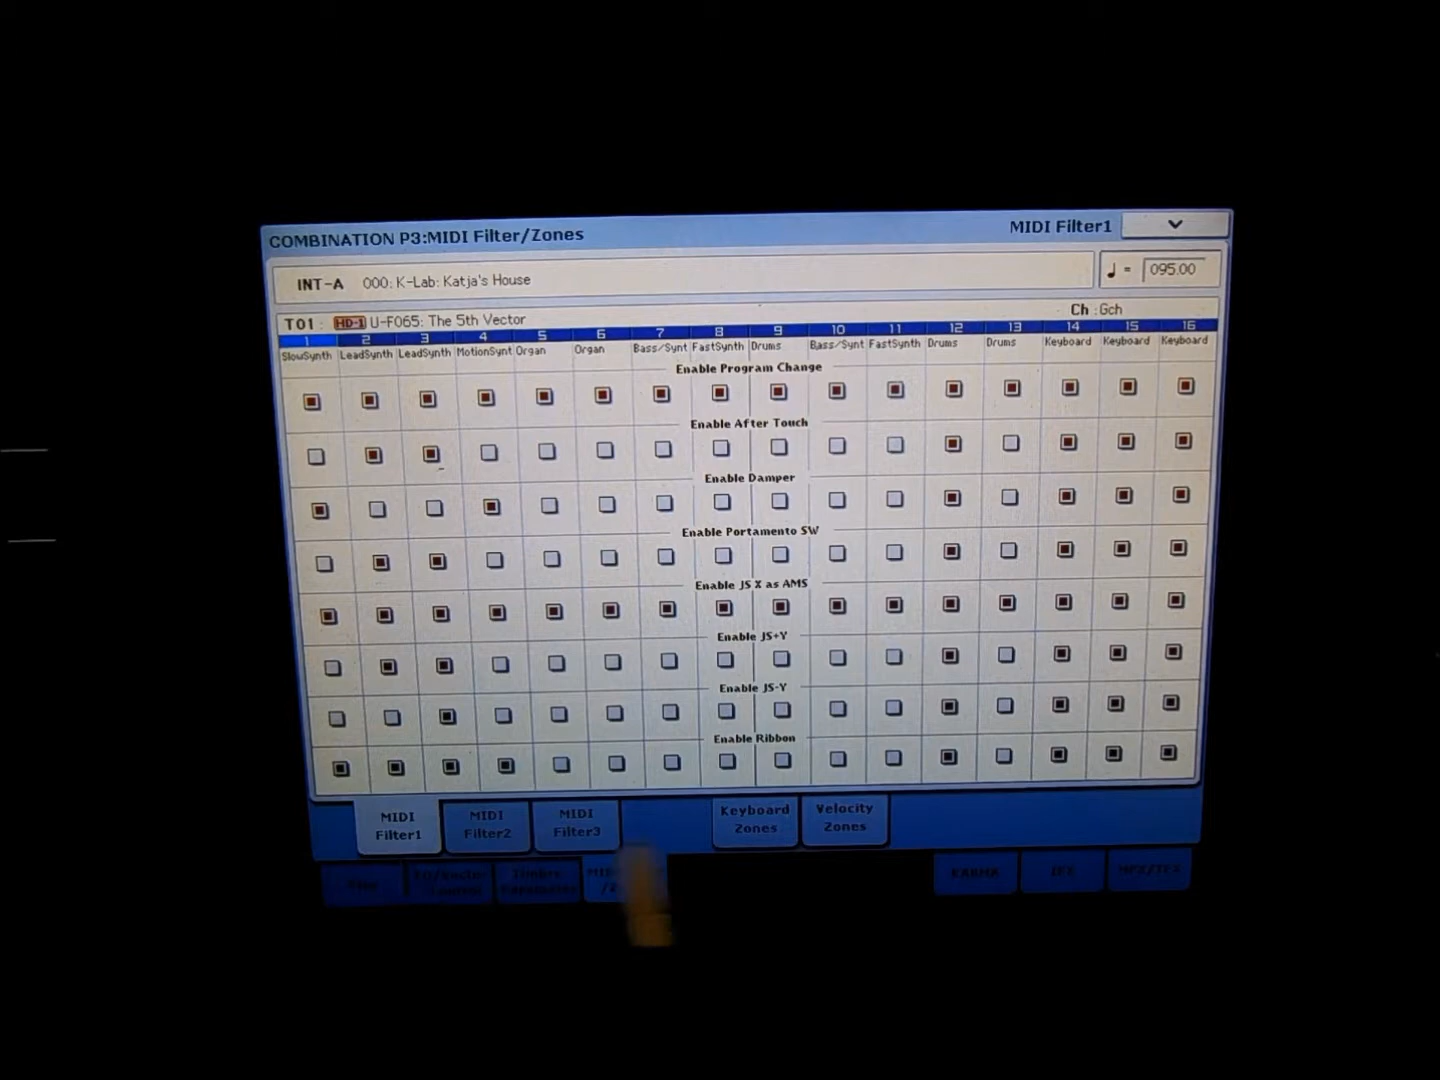 COMBINATION P3:MIDI Filter/Zones MIDI Filter1
INT-A 000: K-Lab: Katja's House ♩ = 095.00
T01: HD-1 U-F065: The 5th Vector Ch :Gch
1 2 3 4 5 6 7 8 9 10 11 12 13 14 15 16
SlowSynth LeadSynth LeadSynth MotionSynt Organ Organ Bass/Synt FastSynth Drums Bass/Synt FastSynth Drums Drums Keyboard Keyboard Keyboard
Enable Program Change
Enable After Touch
Enable Damper
Enable Portamento SW
Enable JS X as AMS
Enable JS+Y
Enable JS-Y
Enable Ribbon
MIDI Filter1
MIDI Filter2
MIDI Filter3
Keyboard Zones
Velocity Zones
Timbre
KARMA
IFX
MFX/TFX